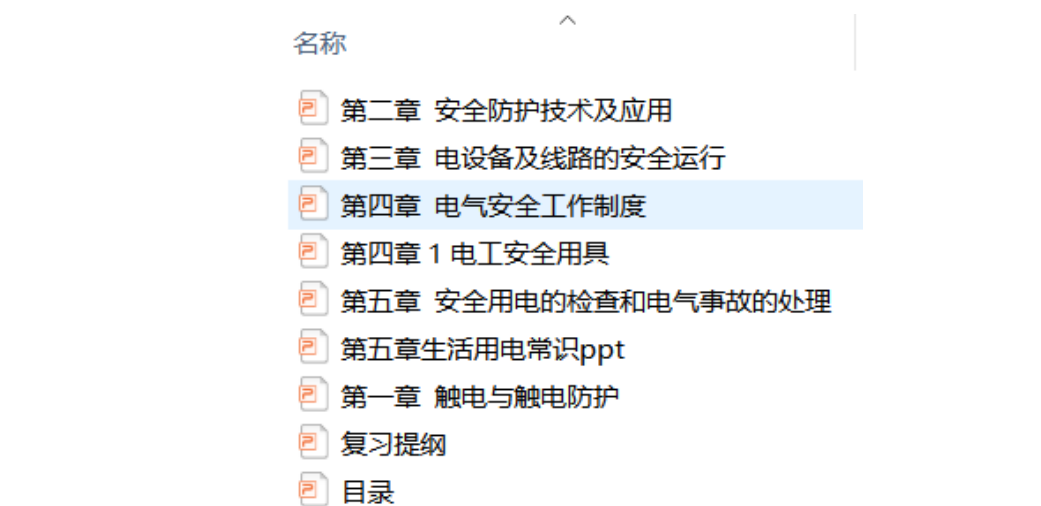 名称
第二章 安全防护技术及应用
第三章 电设备及线路的安全运行
第四章 电气安全工作制度
第四章 1 电工安全用具
第五章 安全用电的检查和电气事故的处理
第五章生活用电常识ppt
第一章 触电与触电防护
复习提纲
目录